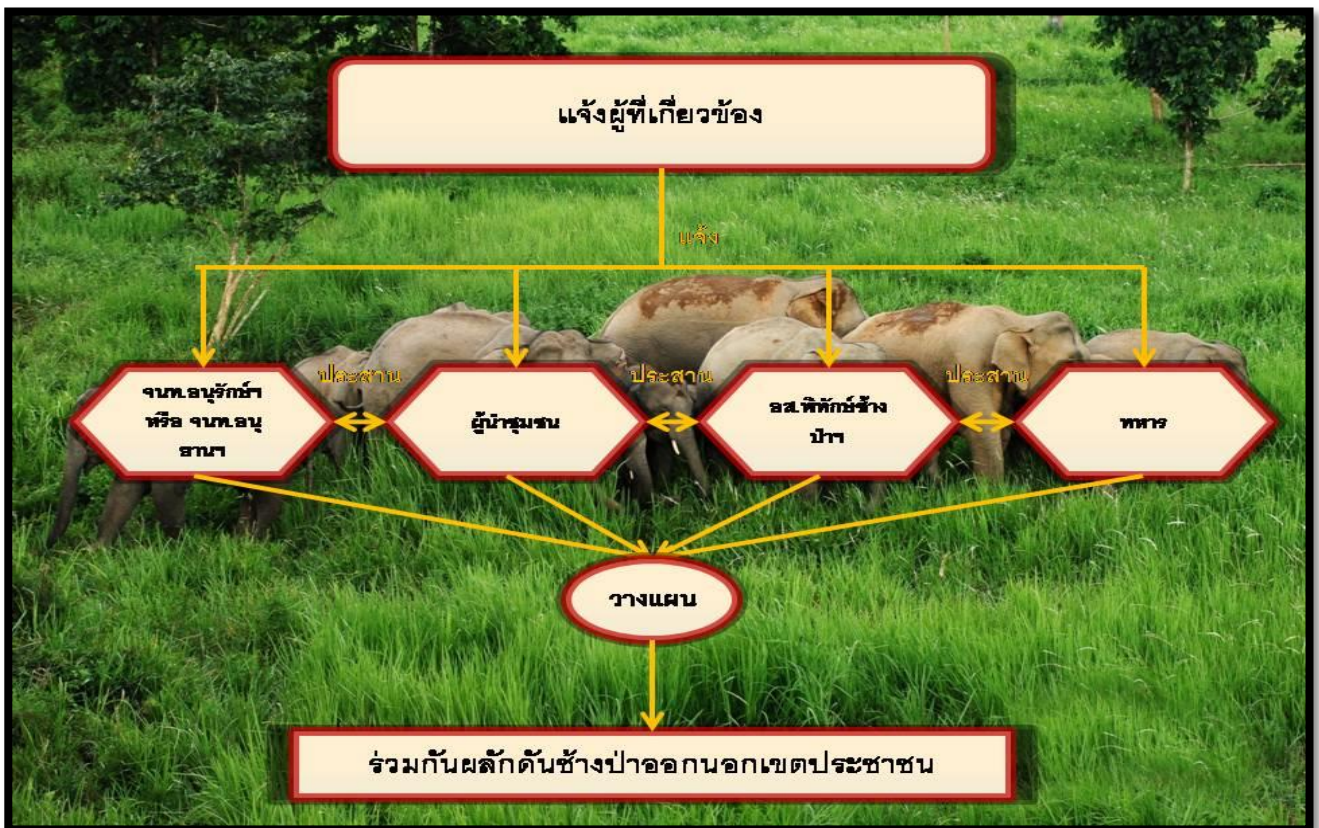 แจ้งผู้ที่เกี่ยวข้อง
แจ้ง
ประสาน
ประสาน
ประสาน
จนท.อนุรักษ์ฯ
หรือ จนท.อนุ
ยานฯ
ผู้นำชุมชน
อส.พิทักษ์ช้าง
ป่าฯ
ทหาร
วางแผน
ร่วมกันผลักดันช้างป่าออกนอกเขตประชาชน